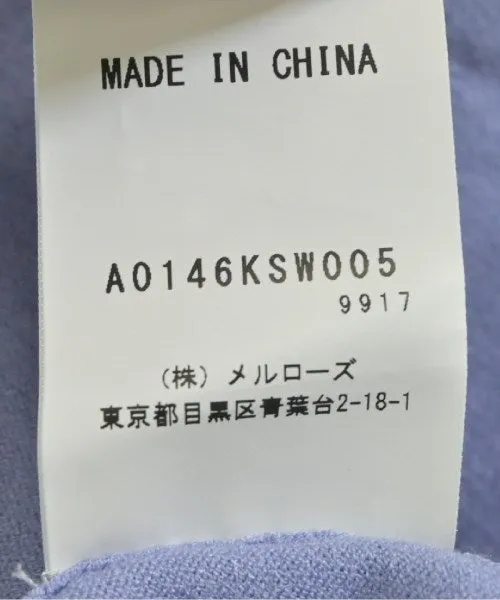 MADE IN CHINA
A0146KSW005
9917
(株) メルローズ
東京都目黒区青葉台2-18-1